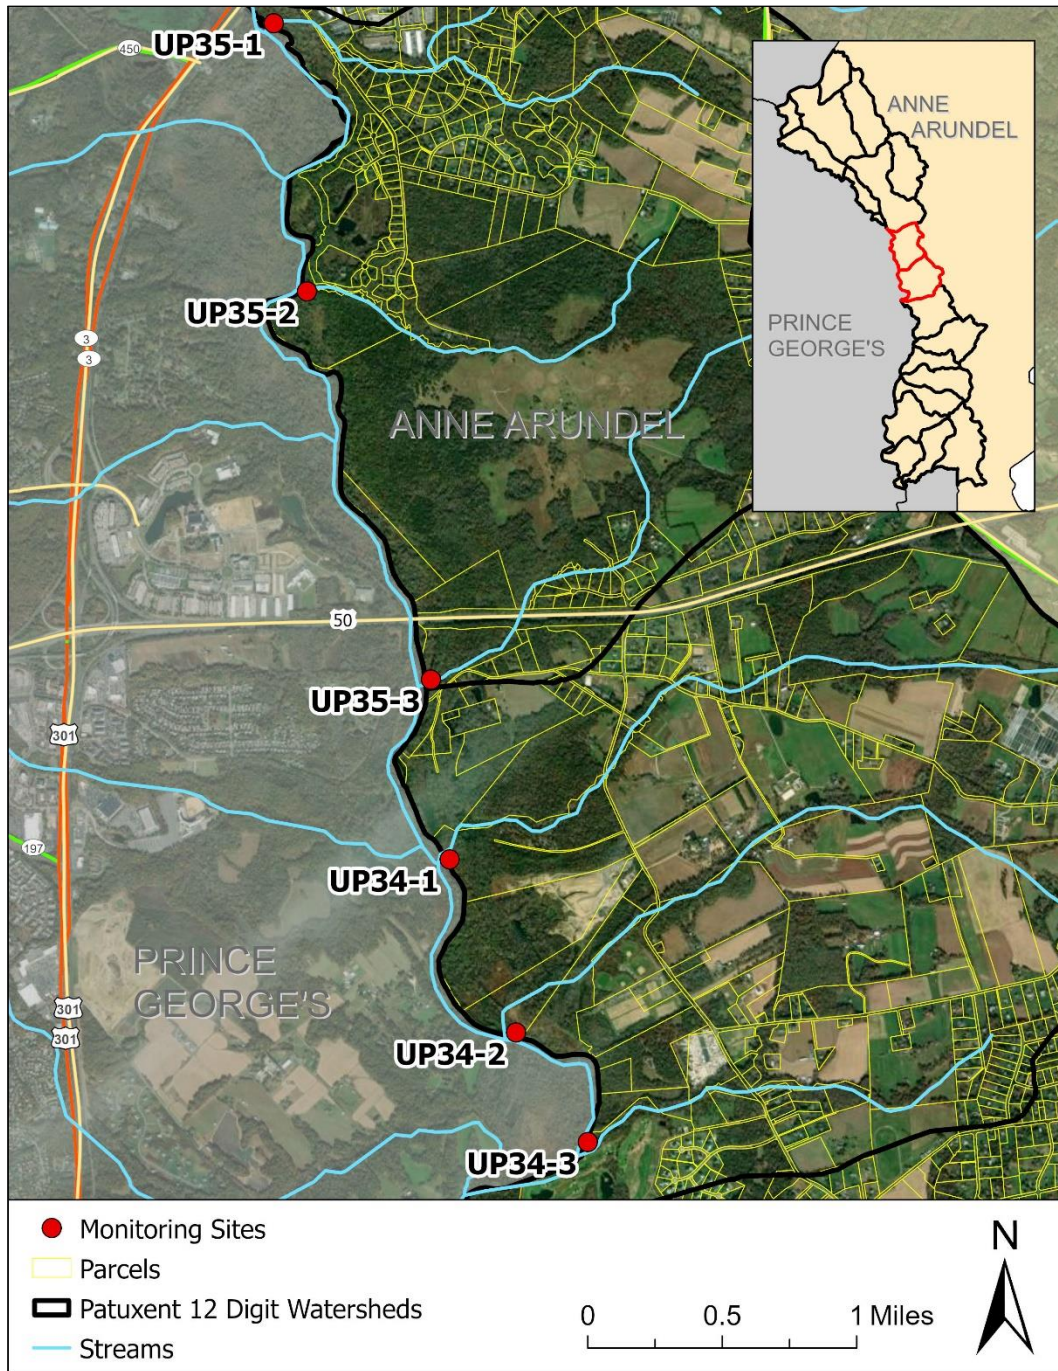 UP35-1
450
ANNE
ARUNDEL
PRINCE
GEORGE'S
UP35-2
3
3
ANNE ARUNDEL
50
UP35-3
301
197
UP34-1
PRINCE
GEORGE'S
301
301
UP34-2
UP34-3
Monitoring Sites
Parcels
Patuxent 12 Digit Watersheds
Streams
0 0.5 1 Miles
N